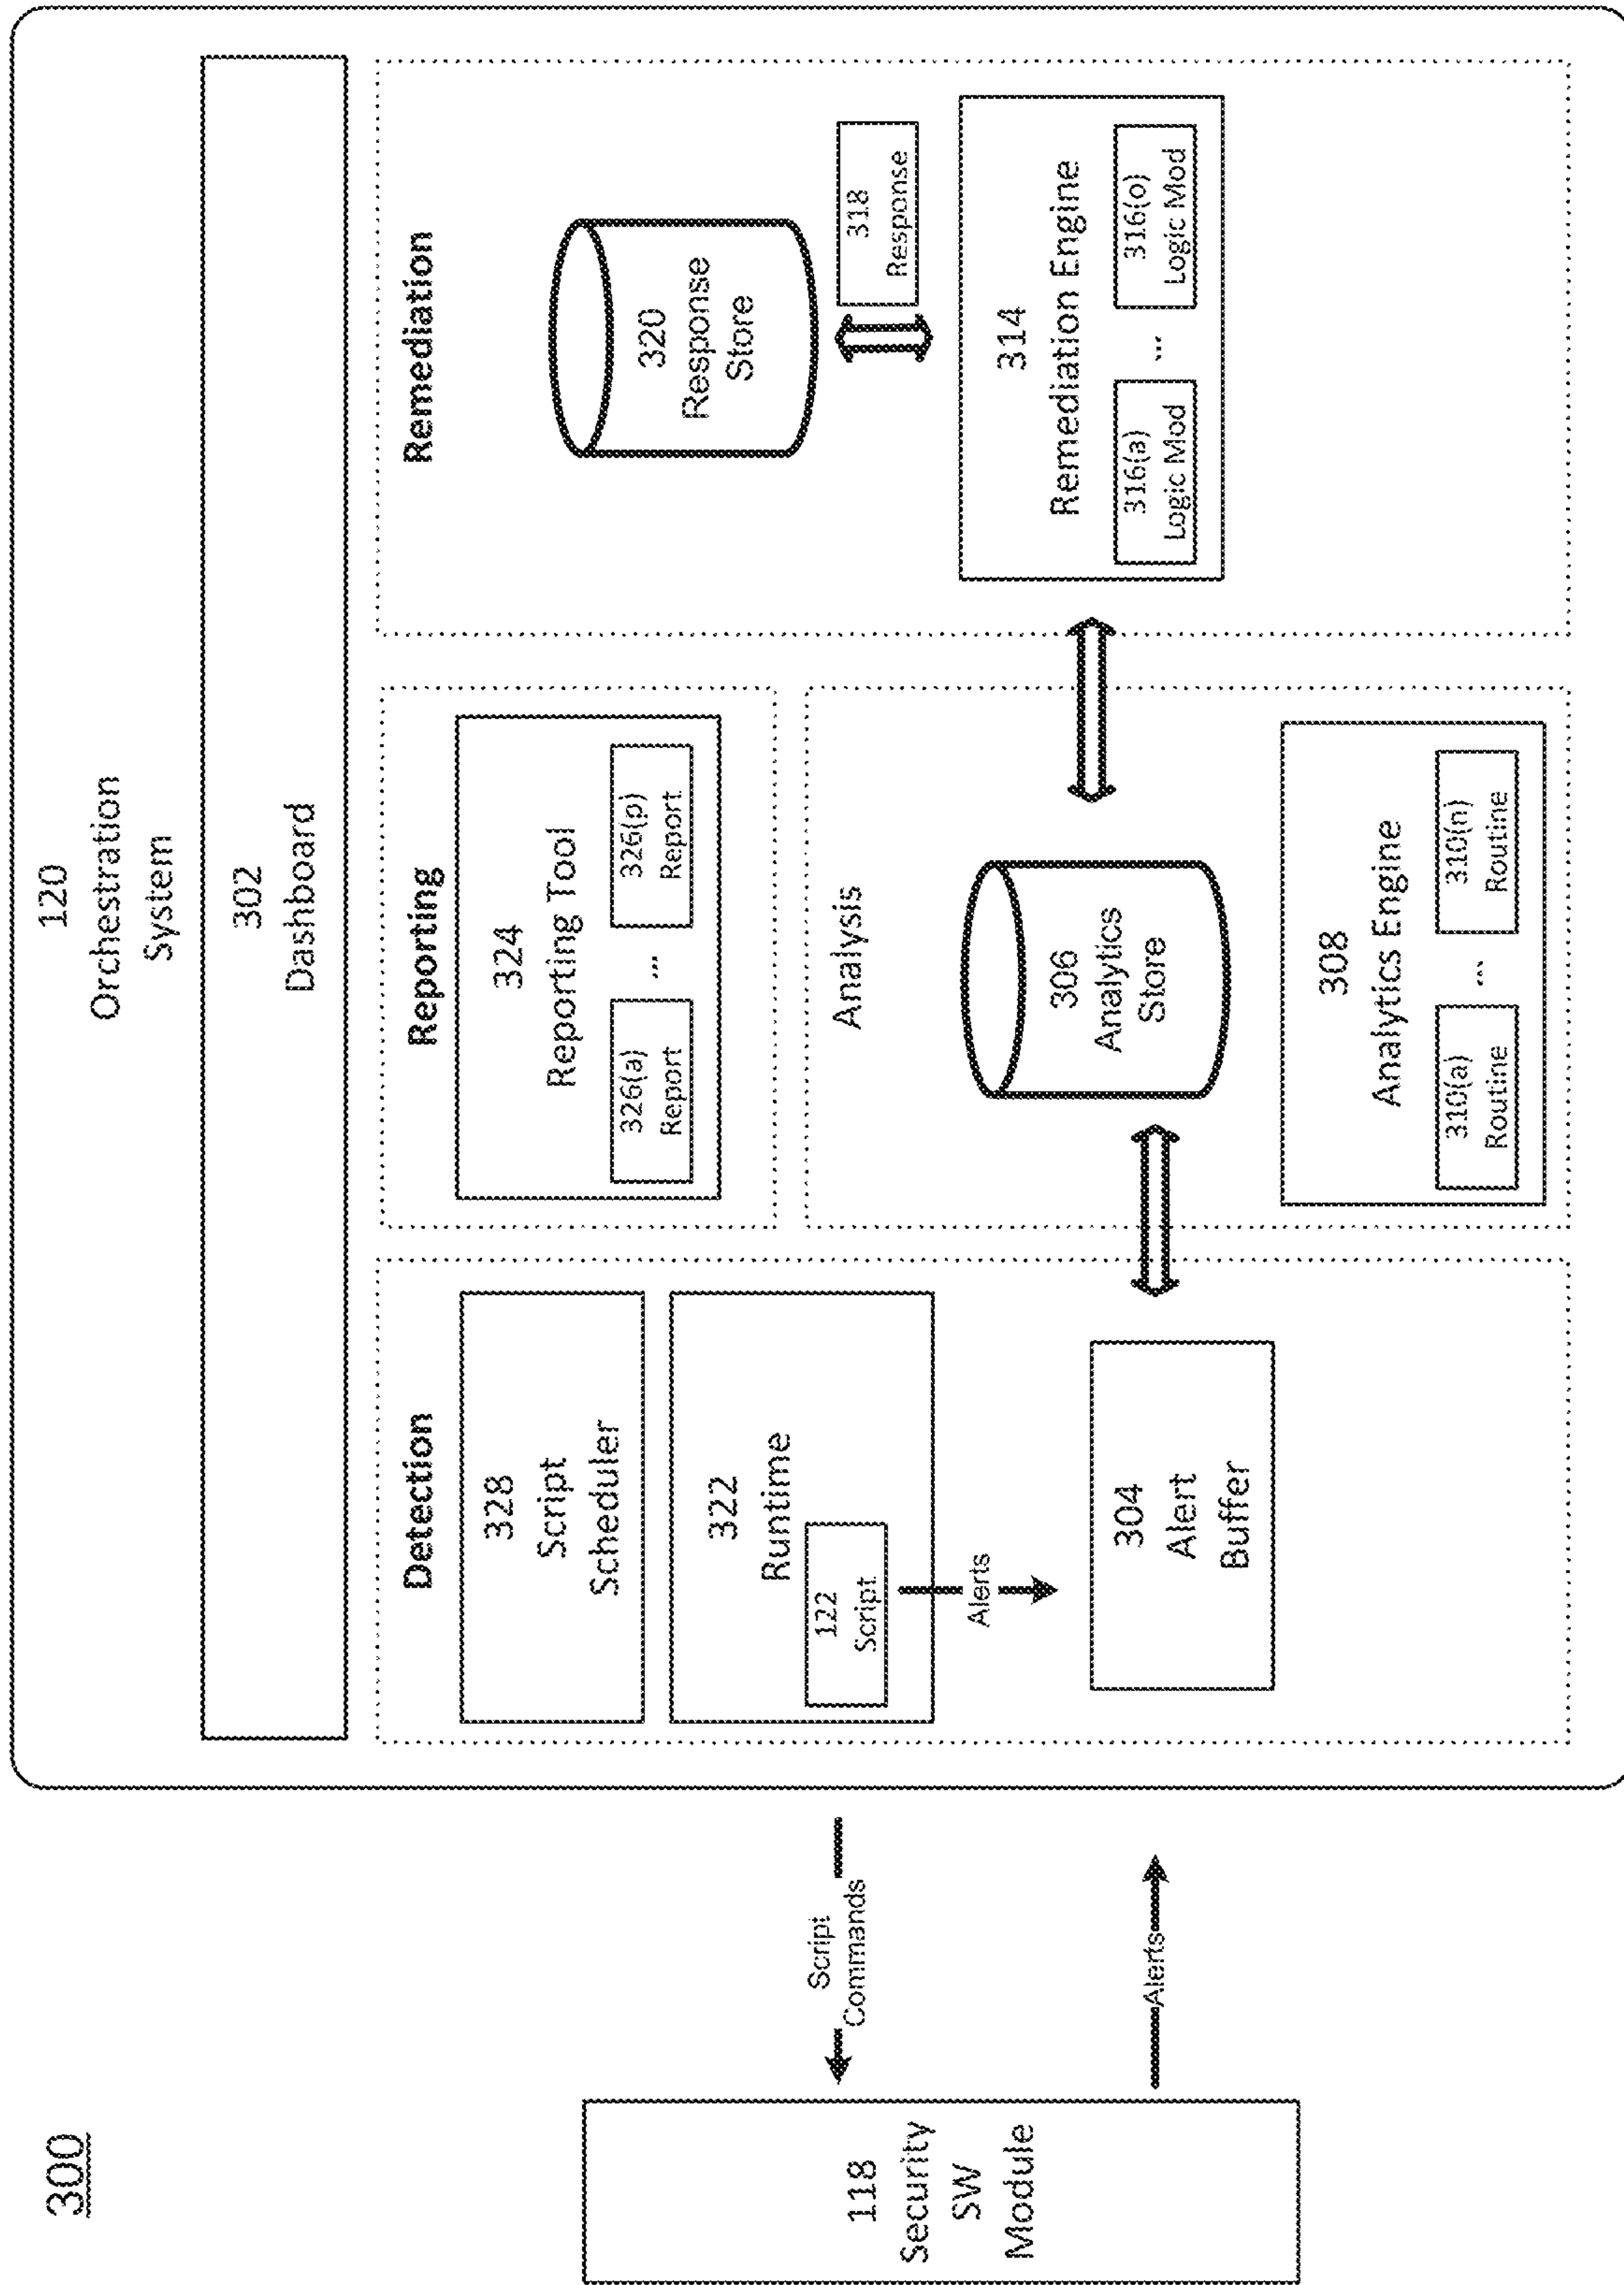 300
120
Orchestration
System
302
Dashboard
118
Security
SW
Module
Script
Commands
Alerts
Detection
328
Script
Scheduler
322
Runtime
122
Script
Alerts
304
Alert
Buffer
Reporting
324
Reporting Tool
326(a)
Report
...
326(p)
Report
Analysis
306
Analytics
Store
308
Analytics Engine
310(a)
Routine
...
310(n)
Routine
Remediation
320
Response
Store
318
Response
314
Remediation Engine
316(a)
Logic Mod
...
316(o)
Logic Mod